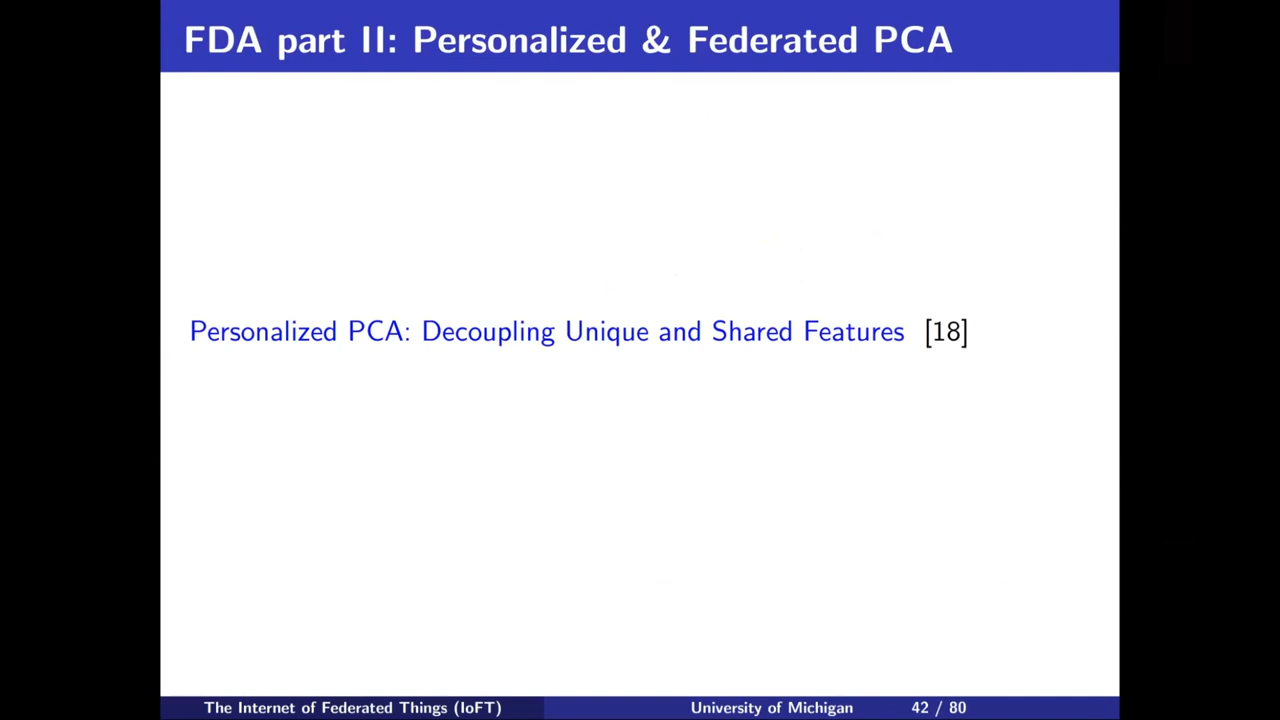 FDA part II: Personalized & Federated PCA
Personalized PCA: Decoupling Unique and Shared Features [18]
The Internet of Federated Things (IoFT) University of Michigan 42 / 80